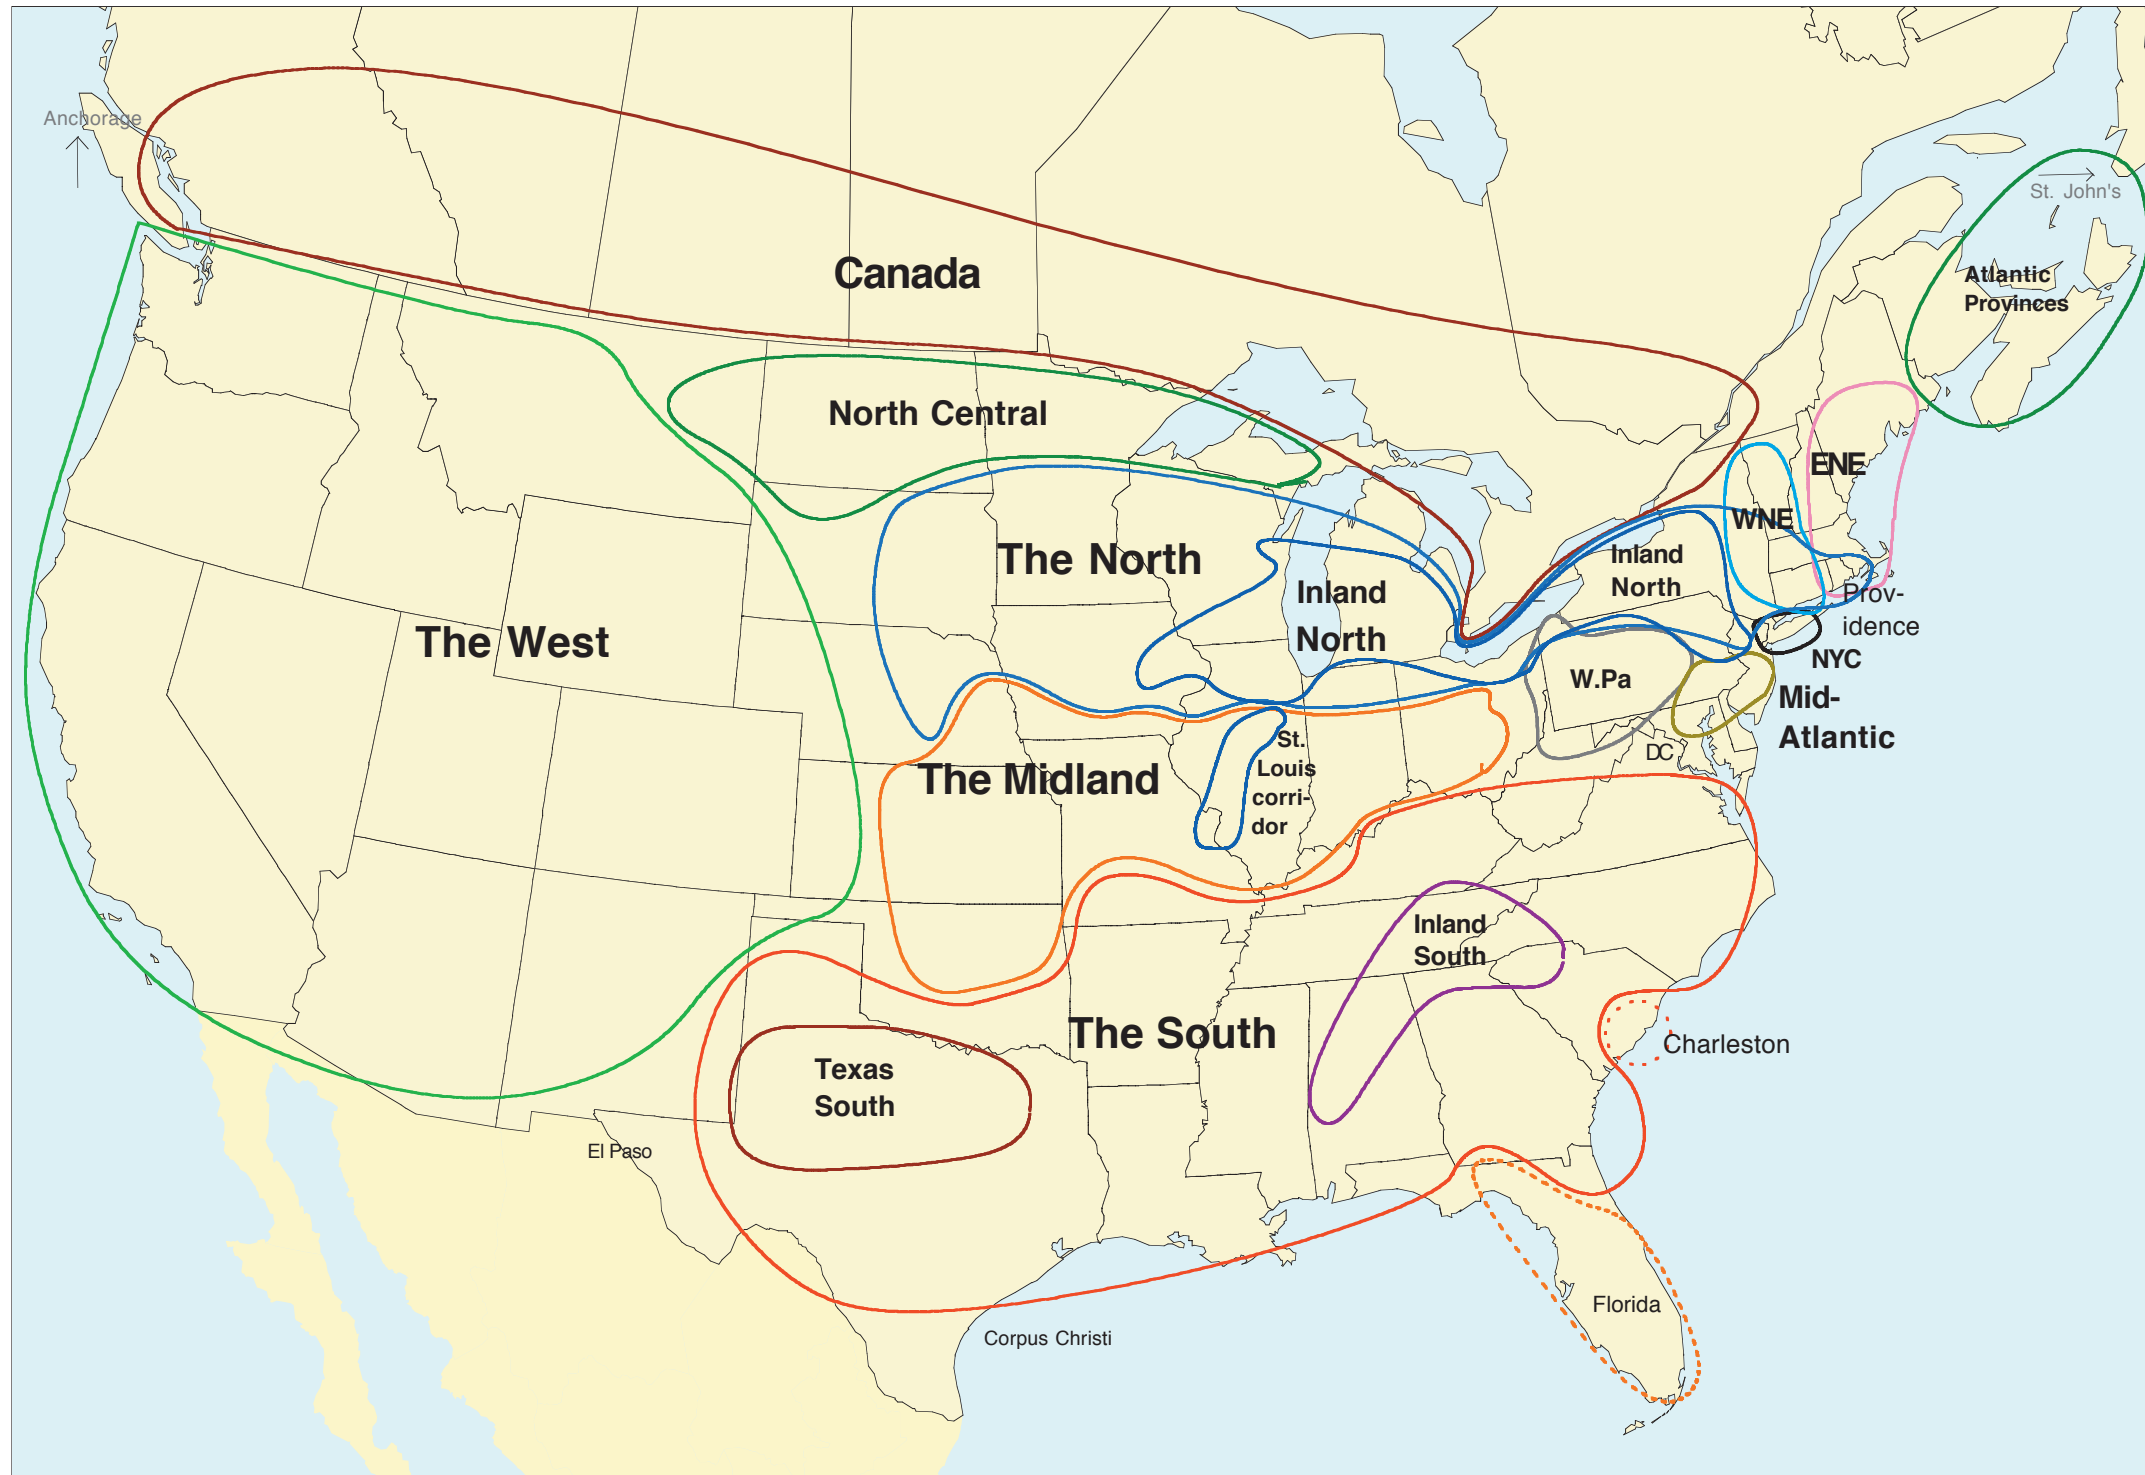 Anchorage
St. John's
Canada
Atlantic
Provinces
North Central
ENE
WNE
The North
Inland
North
Inland
North
Prov-
idence
The West
NYC
W.Pa
Mid-
Atlantic
DC
St.
Louis
corri-
dor
The Midland
Inland
South
The South
Charleston
Texas
South
El Paso
Florida
Corpus Christi